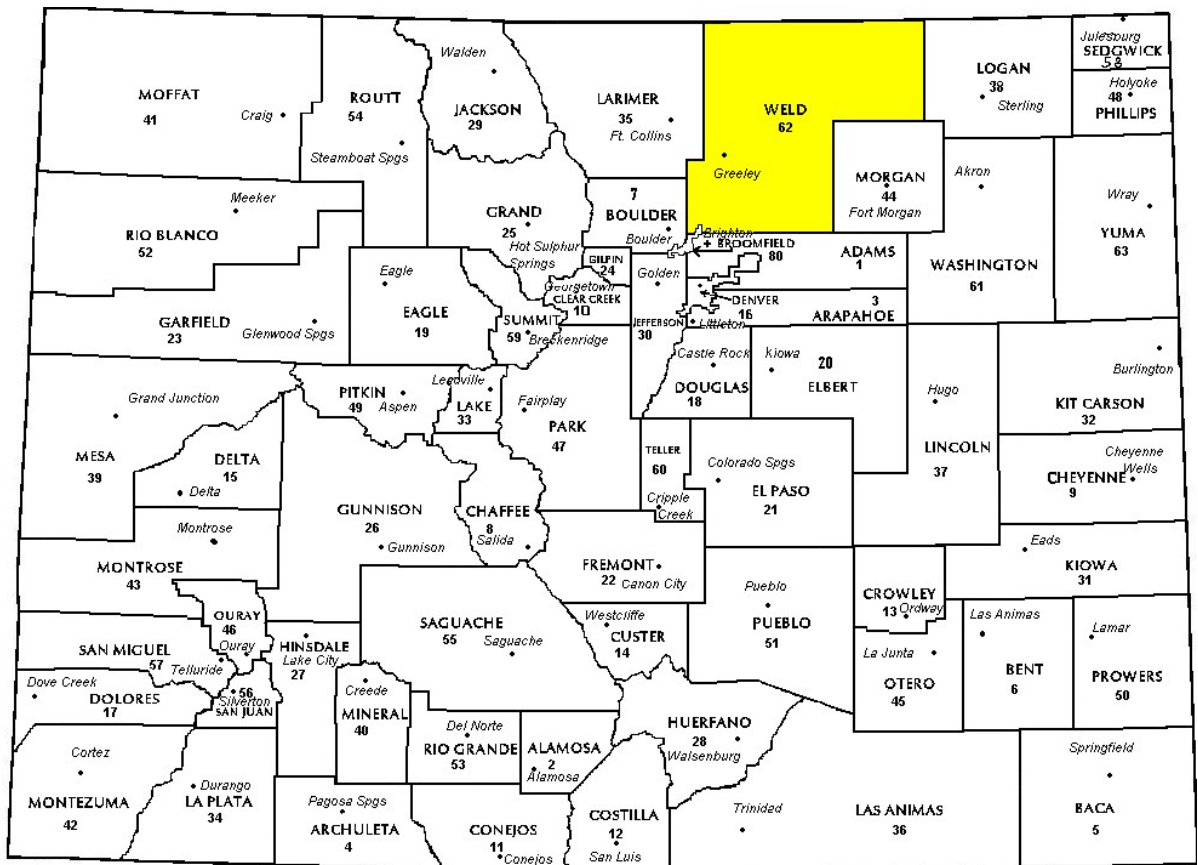 Julesburg
SEDGWICK
58
Walden
LOGAN
38
Sterling
Holyoke
48
PHILLIPS
MOFFAT
41
Craig
ROUTT
54
Steamboat Spgs
JACKSON
29
LARIMER
35
Ft. Collins
WELD
62
Greeley
MORGAN
44
Fort Morgan
Akron
WASHINGTON
61
Wray
YUMA
63
Meeker
RIO BLANCO
52
GRAND
25
Hot Sulphur
Springs
7
BOULDER
Boulder
Brighton
+ BROOMFIELD
80
ADAMS
1
GILPIN
24
Golden
Georgetown
CLEAR CREEK
10
JEFFERSON
30
DENVER
16
Littleton
3
ARAPAHOE
Eagle
EAGLE
19
SUMMIT
59
Breckenridge
GARFIELD
23
Glenwood Spgs
Castle Rock
DOUGLAS
18
Kiowa
20
ELBERT
Hugo
LINCOLN
37
Burlington
KIT CARSON
32
Grand Junction
MESA
39
PITKIN
49
Aspen
Leadville
LAKE
33
Fairplay
PARK
47
TELLER
60
Cripple
Creek
Colorado Spgs
EL PASO
21
Cheyenne
Wells
CHEYENNE
9
DELTA
15
Delta
GUNNISON
26
Gunnison
CHAFFEE
8
Salida
Montrose
MONTROSE
43
FREMONT
22
Canon City
Pueblo
PUEBLO
51
CROWLEY
13
Ordway
Eads
KIOWA
31
OURAY
46
Ouray
SAN MIGUEL
57
Telluride
HINSDALE
Lake City
27
SAGUACHE
55
Saguache
Westcliffe
CUSTER
14
La Junta
OTERO
45
Las Animas
BENT
6
Lamar
PROWERS
50
Dove Creek
DOLORES
17
56
Silverton
SAN JUAN
Creede
MINERAL
40
Del Norte
RIO GRANDE
53
ALAMOSA
2
Alamosa
HUERFANO
28
Walsenburg
Cortez
MONTEZUMA
42
Durango
LA PLATA
34
Pagosa Spgs
ARCHULETA
4
CONEJOS
11
Conejos
COSTILLA
12
San Luis
Trinidad
LAS ANIMAS
36
Springfield
BACA
5